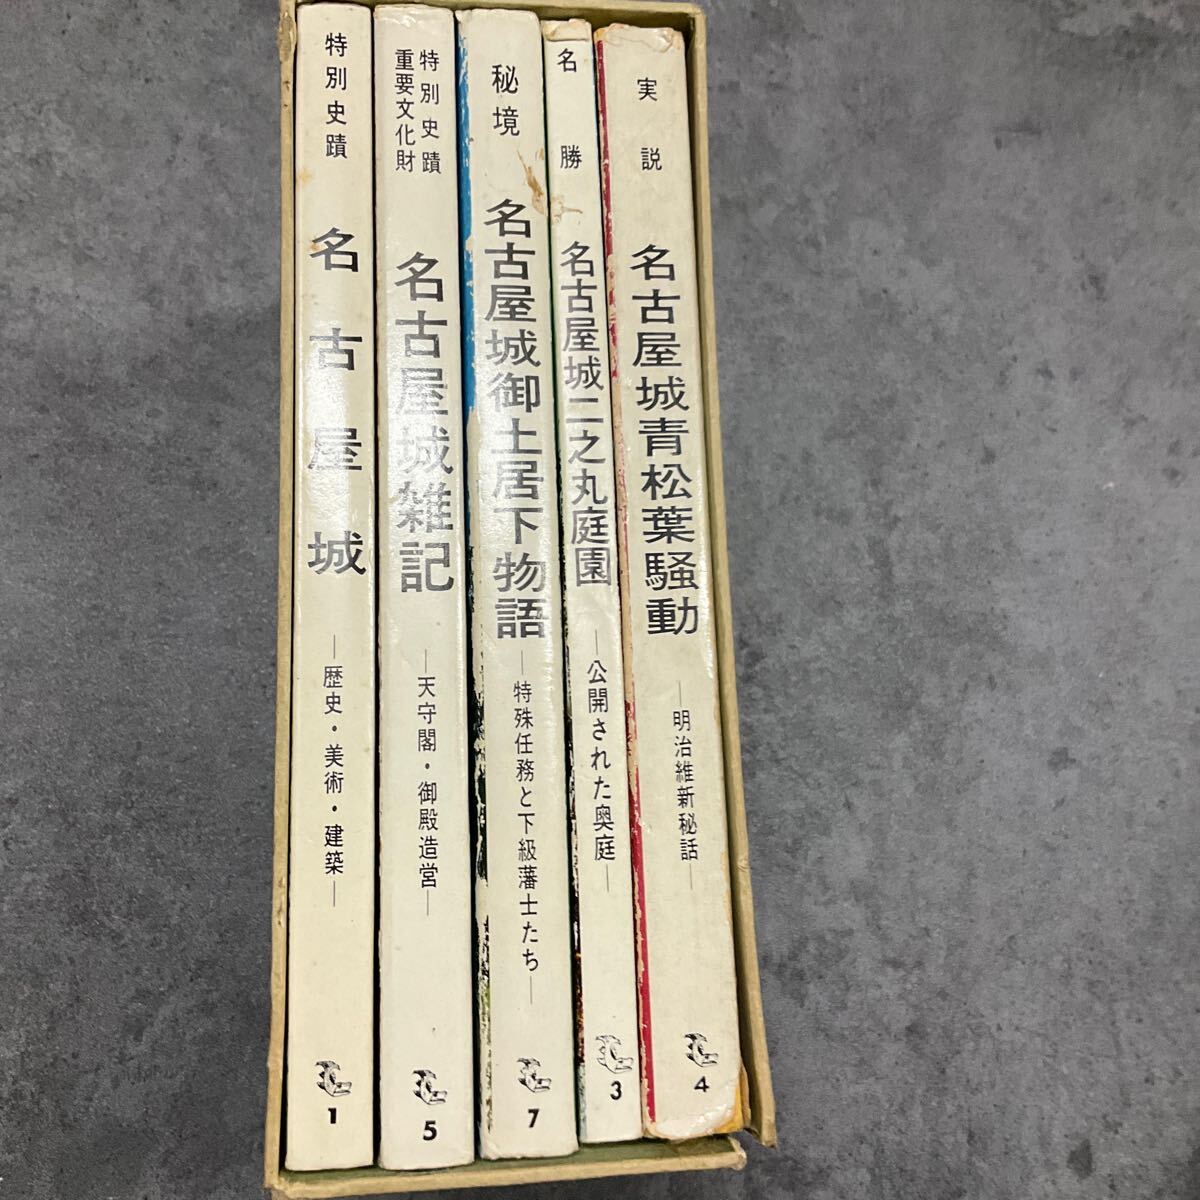 特別史蹟
名古屋城
―歴史・美術・建築―
1
特別史蹟
重要文化財
名古屋城雑記
―天守閣・御殿造営―
5
秘境
名古屋城御土居下物語
―特殊任務と下級藩士たち―
7
名勝
名古屋城二之丸庭園
―公開された奥庭―
3
実説
名古屋城青松葉騒動
―明治維新秘話―
4